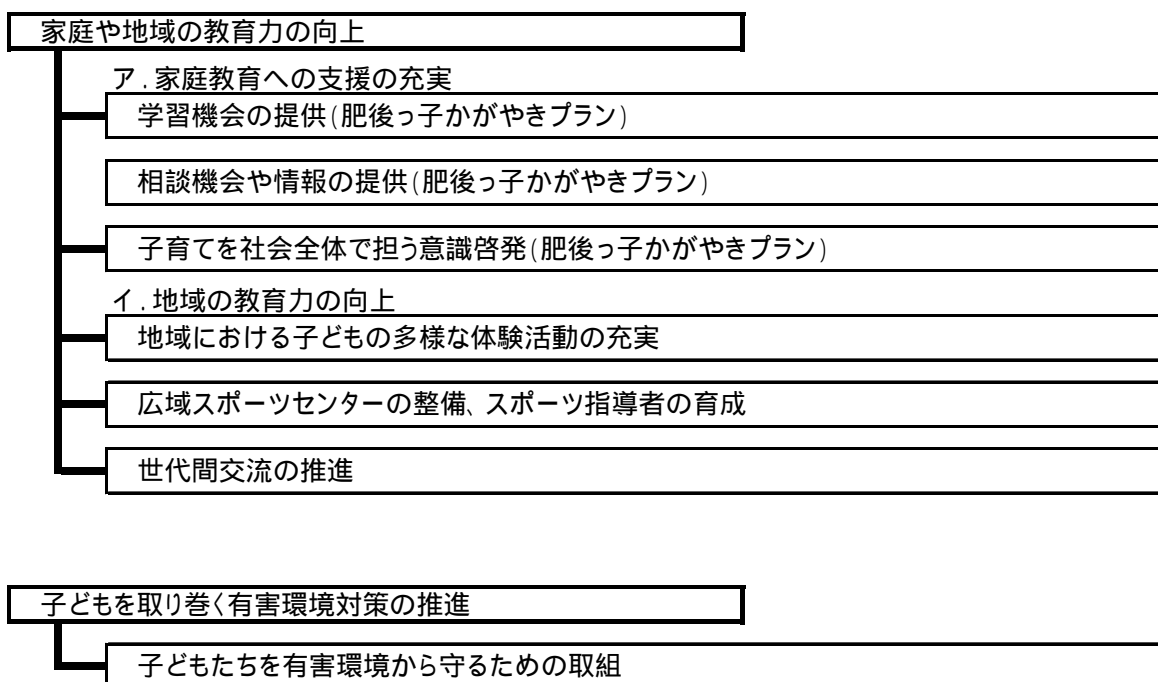 家庭や地域の教育力の向上
ア.家庭教育への支援の充実
学習機会の提供(肥後っ子かがやきプラン)
相談機会や情報の提供(肥後っ子かがやきプラン)
子育てを社会全体で担う意識啓発(肥後っ子かがやきプラン)
イ.地域の教育力の向上
地域における子どもの多様な体験活動の充実
広域スポーツセンターの整備、スポーツ指導者の育成
世代間交流の推進
子どもを取り巻く有害環境対策の推進
子どもたちを有害環境から守るための取組